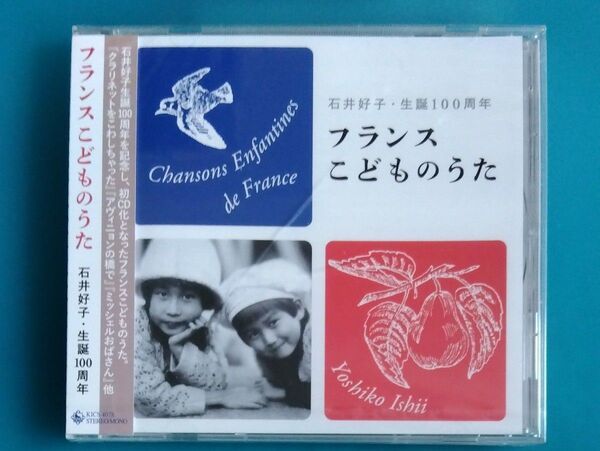 フランスこどものうた
石井好子・生誕100周年
石井好子生誕100周年を記念し、初CD化となったフランスこどものうた。
『クラリネットをこわしちゃった』『アヴィニョンの橋で』『ミッシェルおばさん』他
STEREO/MONO
Chansons Enfantines
de France
石井好子・生誕100周年
フランス
こどものうた
Yoshiko Ishii